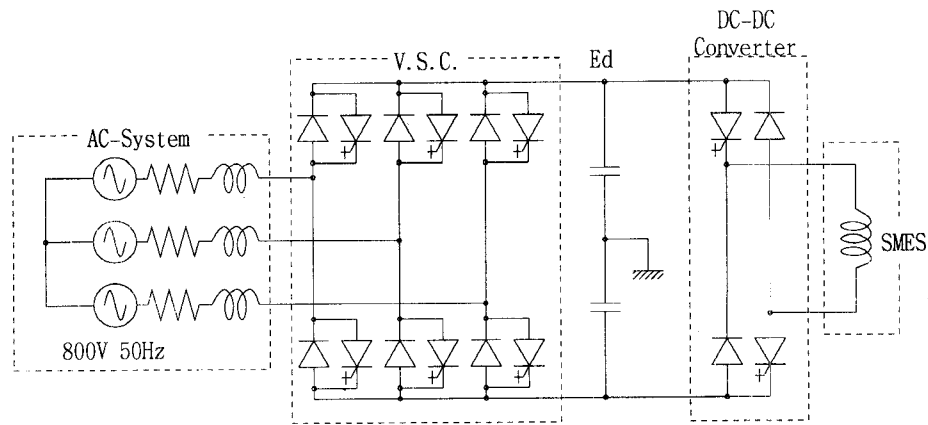 DC-DC
Converter
V.S.C.
Ed
AC-System
SMES
800V 50Hz